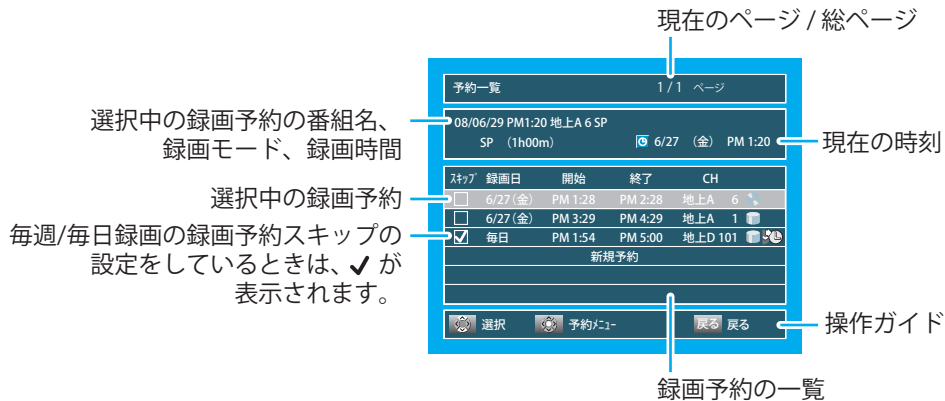 現在のページ / 総ページ
予約一覧
1 / 1 ページ
選択中の録画予約の番組名、
録画モード、録画時間
08/06/29 PM1:20 地上A 6 SP
SP （1h00m）
6/27 （金） PM 1:20
現在の時刻
スキップ 録画日 開始 終了 CH
選択中の録画予約
6/27（金） PM 1:28 PM 2:28 地上A 6
6/27（金） PM 3:29 PM 4:29 地上A 1
毎週/毎日録画の録画予約スキップの
設定をしているときは、✓ が
表示されます。
毎日 PM 1:54 PM 5:00 地上D 101
新規予約
選択 予約メニュー 戻る 戻る
操作ガイド
録画予約の一覧